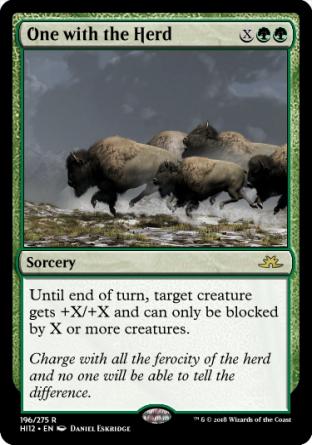 One with the Herd X
Sorcery
Until end of turn, target creature
gets +X/+X and can only be blocked
by X or more creatures.
Charge with all the ferocity of the herd
and no one will be able to tell the
difference.
196/275 R
HI12 • EN DANIEL ESKRIDGE
™ & © 2018 Wizards of the Coast